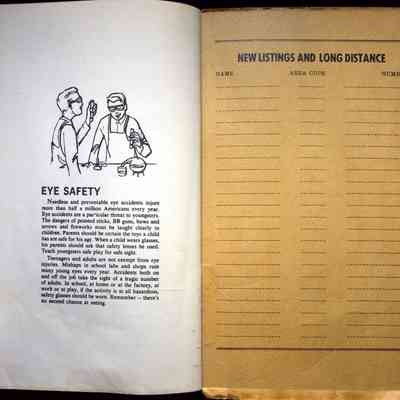 EYE SAFETY
Needless and preventable eye accidents injure
more than half a million Americans every year.
Eye accidents are a particular threat to youngsters.
The dangers of pointed sticks, BB guns, bows and
arrows and fireworks must be taught clearly to
children. Parents should be certain the toys a child
has are safe for his age. When a child wears glasses,
his parents should ask that safety lenses be used.
Teach youngsters safe play for safe sight.
Teenagers and adults are not exempt from eye
injuries. Mishaps in school labs and shops ruin
many young eyes every year. Accidents both on
and off the job take the sight of a tragic number
of adults. In school, at home or at the factory, at
work or at play, if the activity is at all hazardous,
safety glasses should be worn. Remember — there's
no second chance at seeing.
NEW LISTINGS AND LONG DISTANCE
NAME AREA CODE NUMB